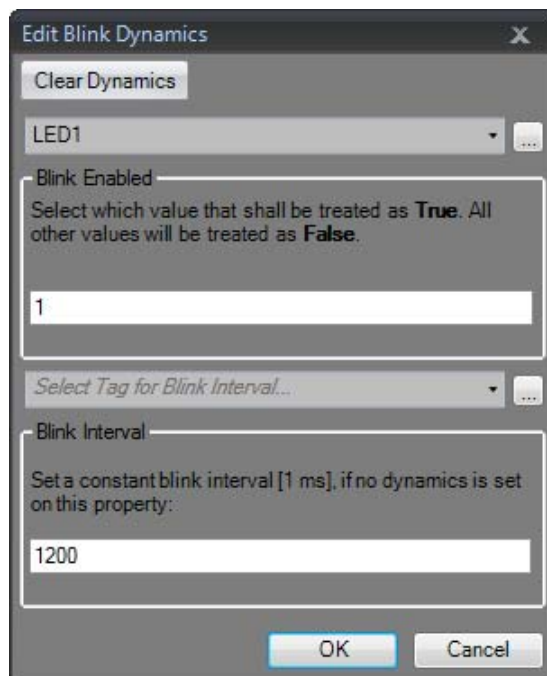 Edit Blink Dynamics
Clear Dynamics
LED1
...
Blink Enabled
Select which value that shall be treated as True. All
other values will be treated as False.
1
Select Tag for Blink Interval...
...
Blink Interval
Set a constant blink interval [1 ms], if no dynamics is set
on this property:
1200
OK
Cancel